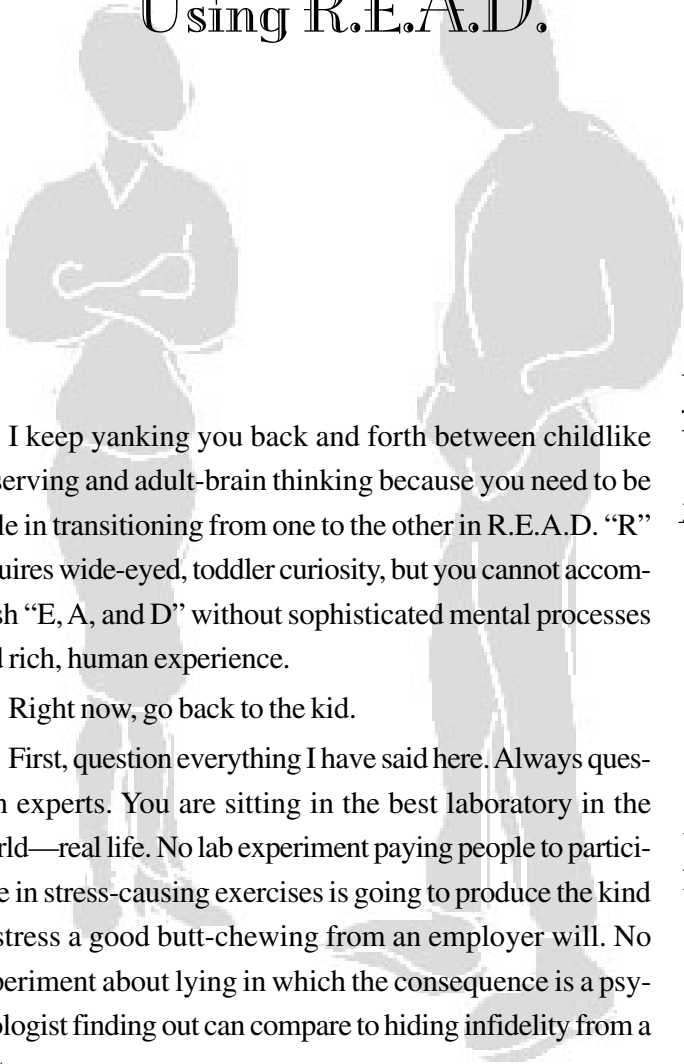 Using R.E.A.D.
I keep yanking you back and forth between childlike
serving and adult-brain thinking because you need to be
le in transitioning from one to the other in R.E.A.D. “R”
uires wide-eyed, toddler curiosity, but you cannot accom-
sh “E, A, and D” without sophisticated mental processes
d rich, human experience.
Right now, go back to the kid.
First, question everything I have said here. Always ques-
n experts. You are sitting in the best laboratory in the
rld—real life. No lab experiment paying people to partici-
e in stress-causing exercises is going to produce the kind
stress a good butt-chewing from an employer will. No
periment about lying in which the consequence is a psy-
ologist finding out can compare to hiding infidelity from a